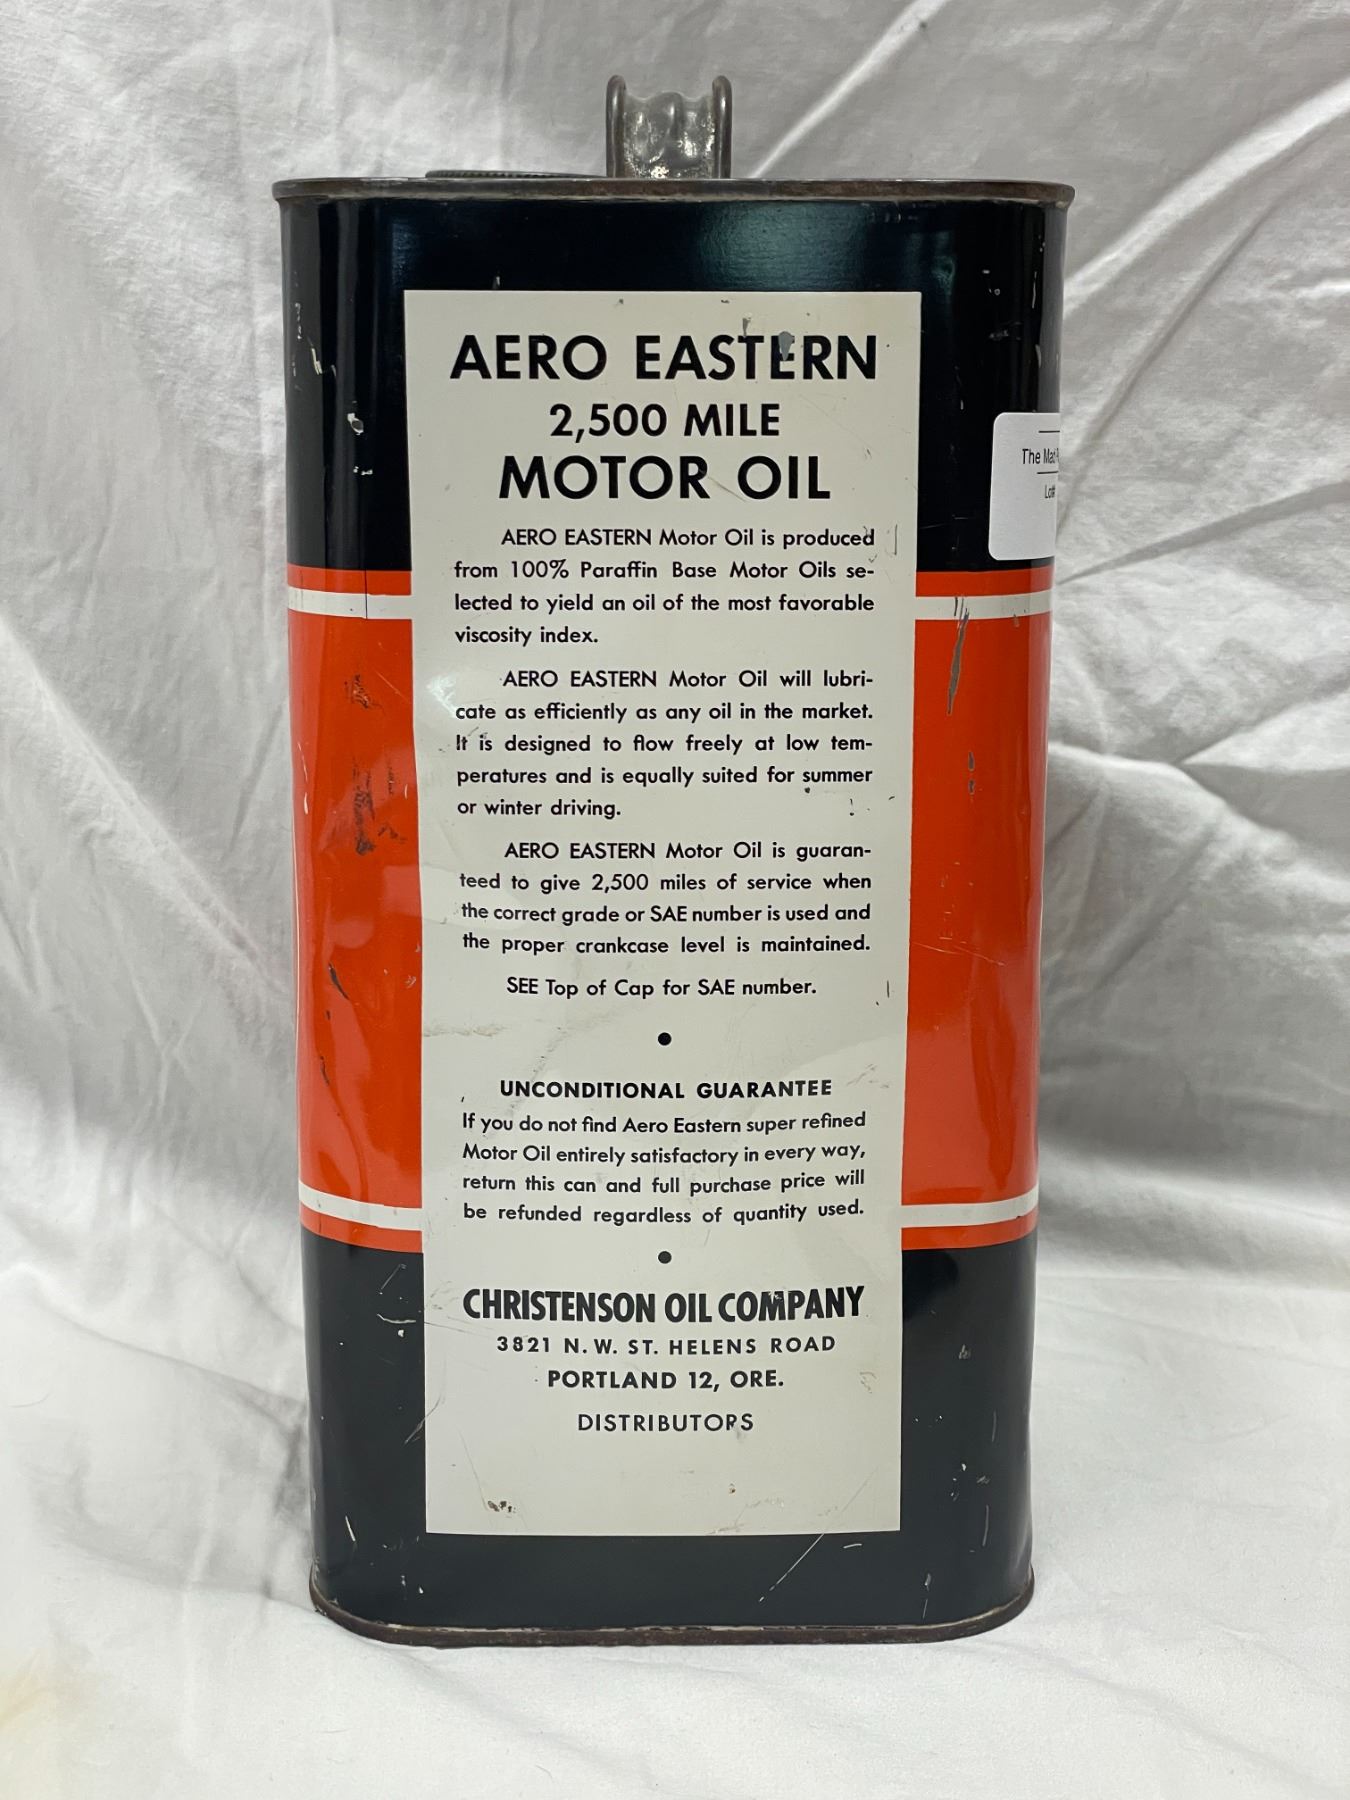 AERO EASTERN
2,500 MILE
MOTOR OIL
AERO EASTERN Motor Oil is produced
from 100% Paraffin Base Motor Oils se-
lected to yield an oil of the most favorable
viscosity index.
AERO EASTERN Motor Oil will lubri-
cate as efficiently as any oil in the market.
It is designed to flow freely at low tem-
peratures and is equally suited for summer
or winter driving.
AERO EASTERN Motor Oil is guaran-
teed to give 2,500 miles of service when
the correct grade or SAE number is used and
the proper crankcase level is maintained.
SEE Top of Cap for SAE number.
UNCONDITIONAL GUARANTEE
If you do not find Aero Eastern super refined
Motor Oil entirely satisfactory in every way,
return this can and full purchase price will
be refunded regardless of quantity used.
CHRISTENSON OIL COMPANY
3821 N. W. ST. HELENS ROAD
PORTLAND 12, ORE.
DISTRIBUTORS
The Mad